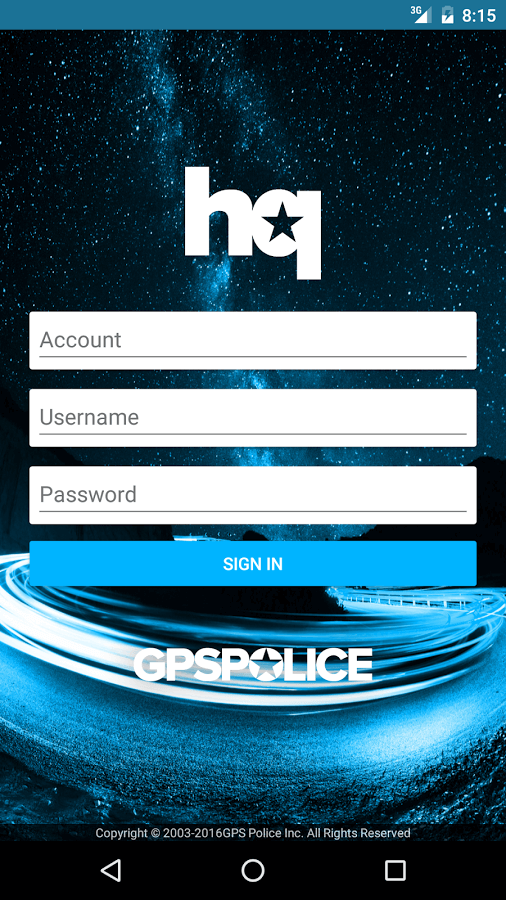 3G 8:15
hq
Account
Username
Password
SIGN IN
GPSPOLICE
Copyright © 2003-2016GPS Police Inc. All Rights Reserved